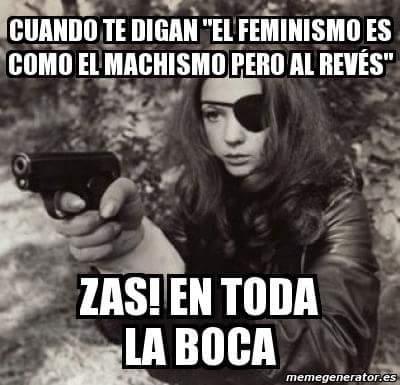 CUANDO TE DIGAN "EL FEMINISMO ES
COMO EL MACHISMO PERO AL REVÉS"
ZAS! EN TODA
LA BOCA
memegenerator.es